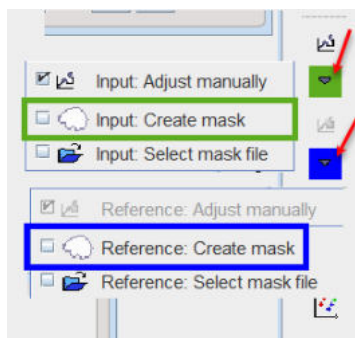 Input: Adjust manually
Input: Create mask
Input: Select mask file
Reference: Adjust manually
Reference: Create mask
Reference: Select mask file